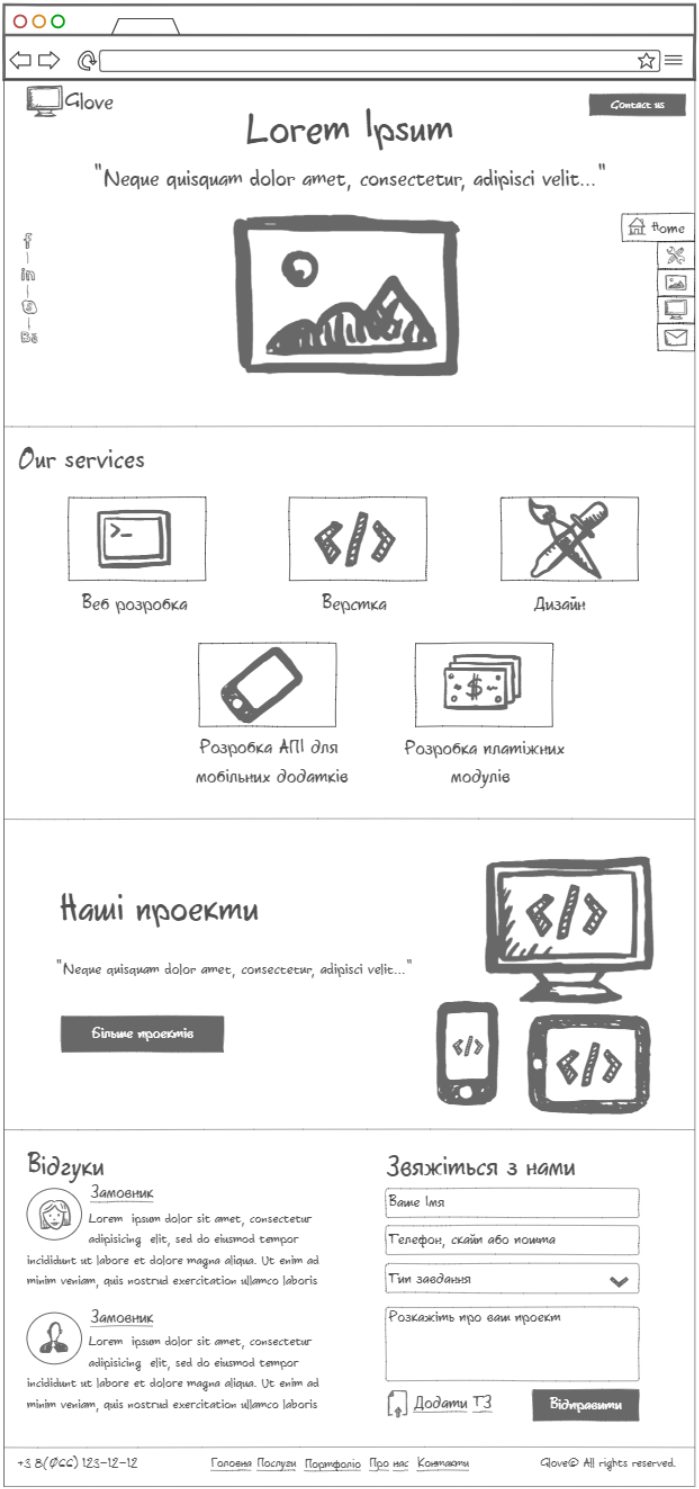 Glove
Contact us
Lorem Ipsum
"Neque quisquam dolor amet, consectetur, adipisci velit..."
Home
f
in
S
Bē
Our services
>_
</>
Веб розробка
Верстка
Дизайн
$
Розробка АПІ для
мобільних додатків
Розробка платіжних
модулів
Наші проекти
"Neque quisquam dolor amet, consectetur, adipisci velit..."
Більше проектів
</>
</>
</>
Відгуки
Замовник
Lorem ipsum dolor sit amet, consectetur
adipisicing elit, sed do eiusmod tempor
incididunt ut labore et dolore magna aliqua. Ut enim ad
minim veniam, quis nostrud exercitation ullamco laboris
Замовник
Lorem ipsum dolor sit amet, consectetur
adipisicing elit, sed do eiusmod tempor
incididunt ut labore et dolore magna aliqua. Ut enim ad
minim veniam, quis nostrud exercitation ullamco laboris
Звяжіться з нами
Ваше Імя
Телефон, скайп або пошта
Тип завдання
Розкажіть про ваш проект
Додати ТЗ
Відправити
+3 8(066) 123-12-12
Головна Послуги Портфоліо Про нас Контакти
Glove© All rights reserved.